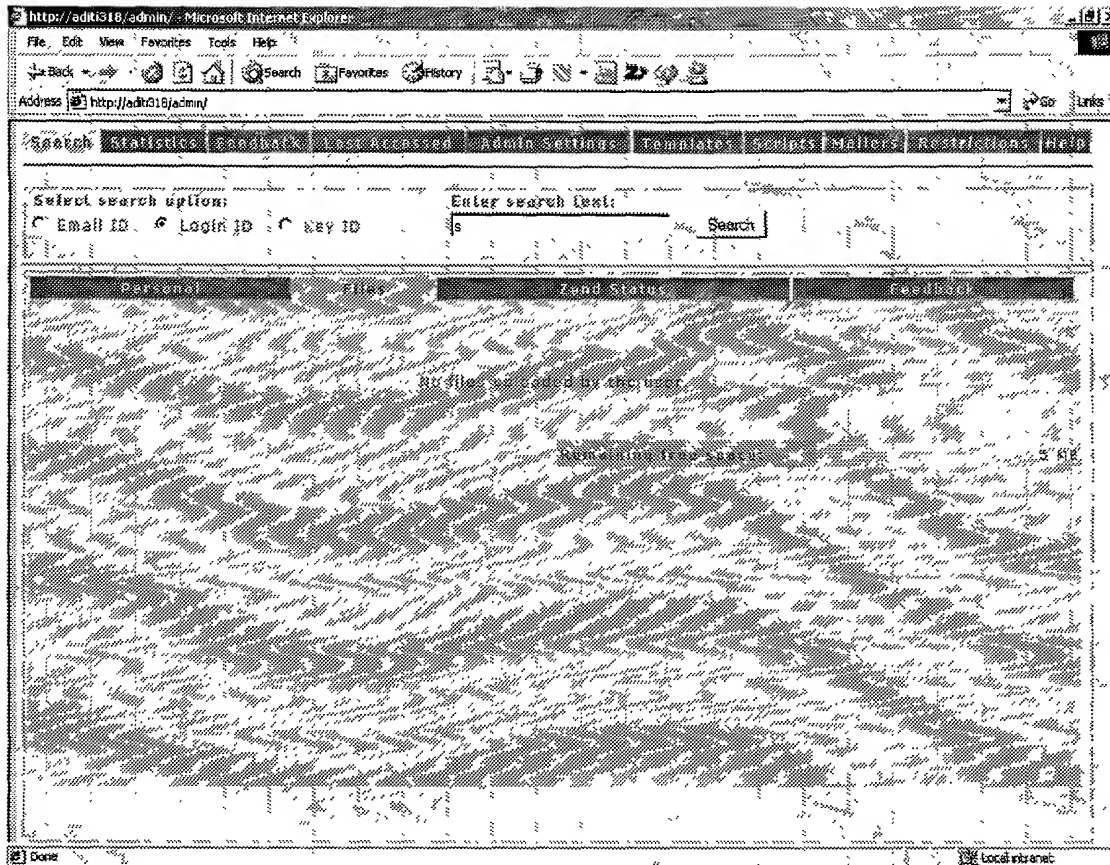 http://aditi318/admin/ - Microsoft Internet Explorer
File Edit View Favorites Tools Help
Back Search Favorites History
Address http://aditi318/admin/ Go Links
Search Statistics Feedback Last Accessed Admin Settings Templates Scripts Mailers Restrictions Help
Select search option: Enter search text:
Email ID Login ID Key ID s Search
Personal Files Zend Status Feedback
No files uploaded by the user
Remaining free space:
Done Local intranet